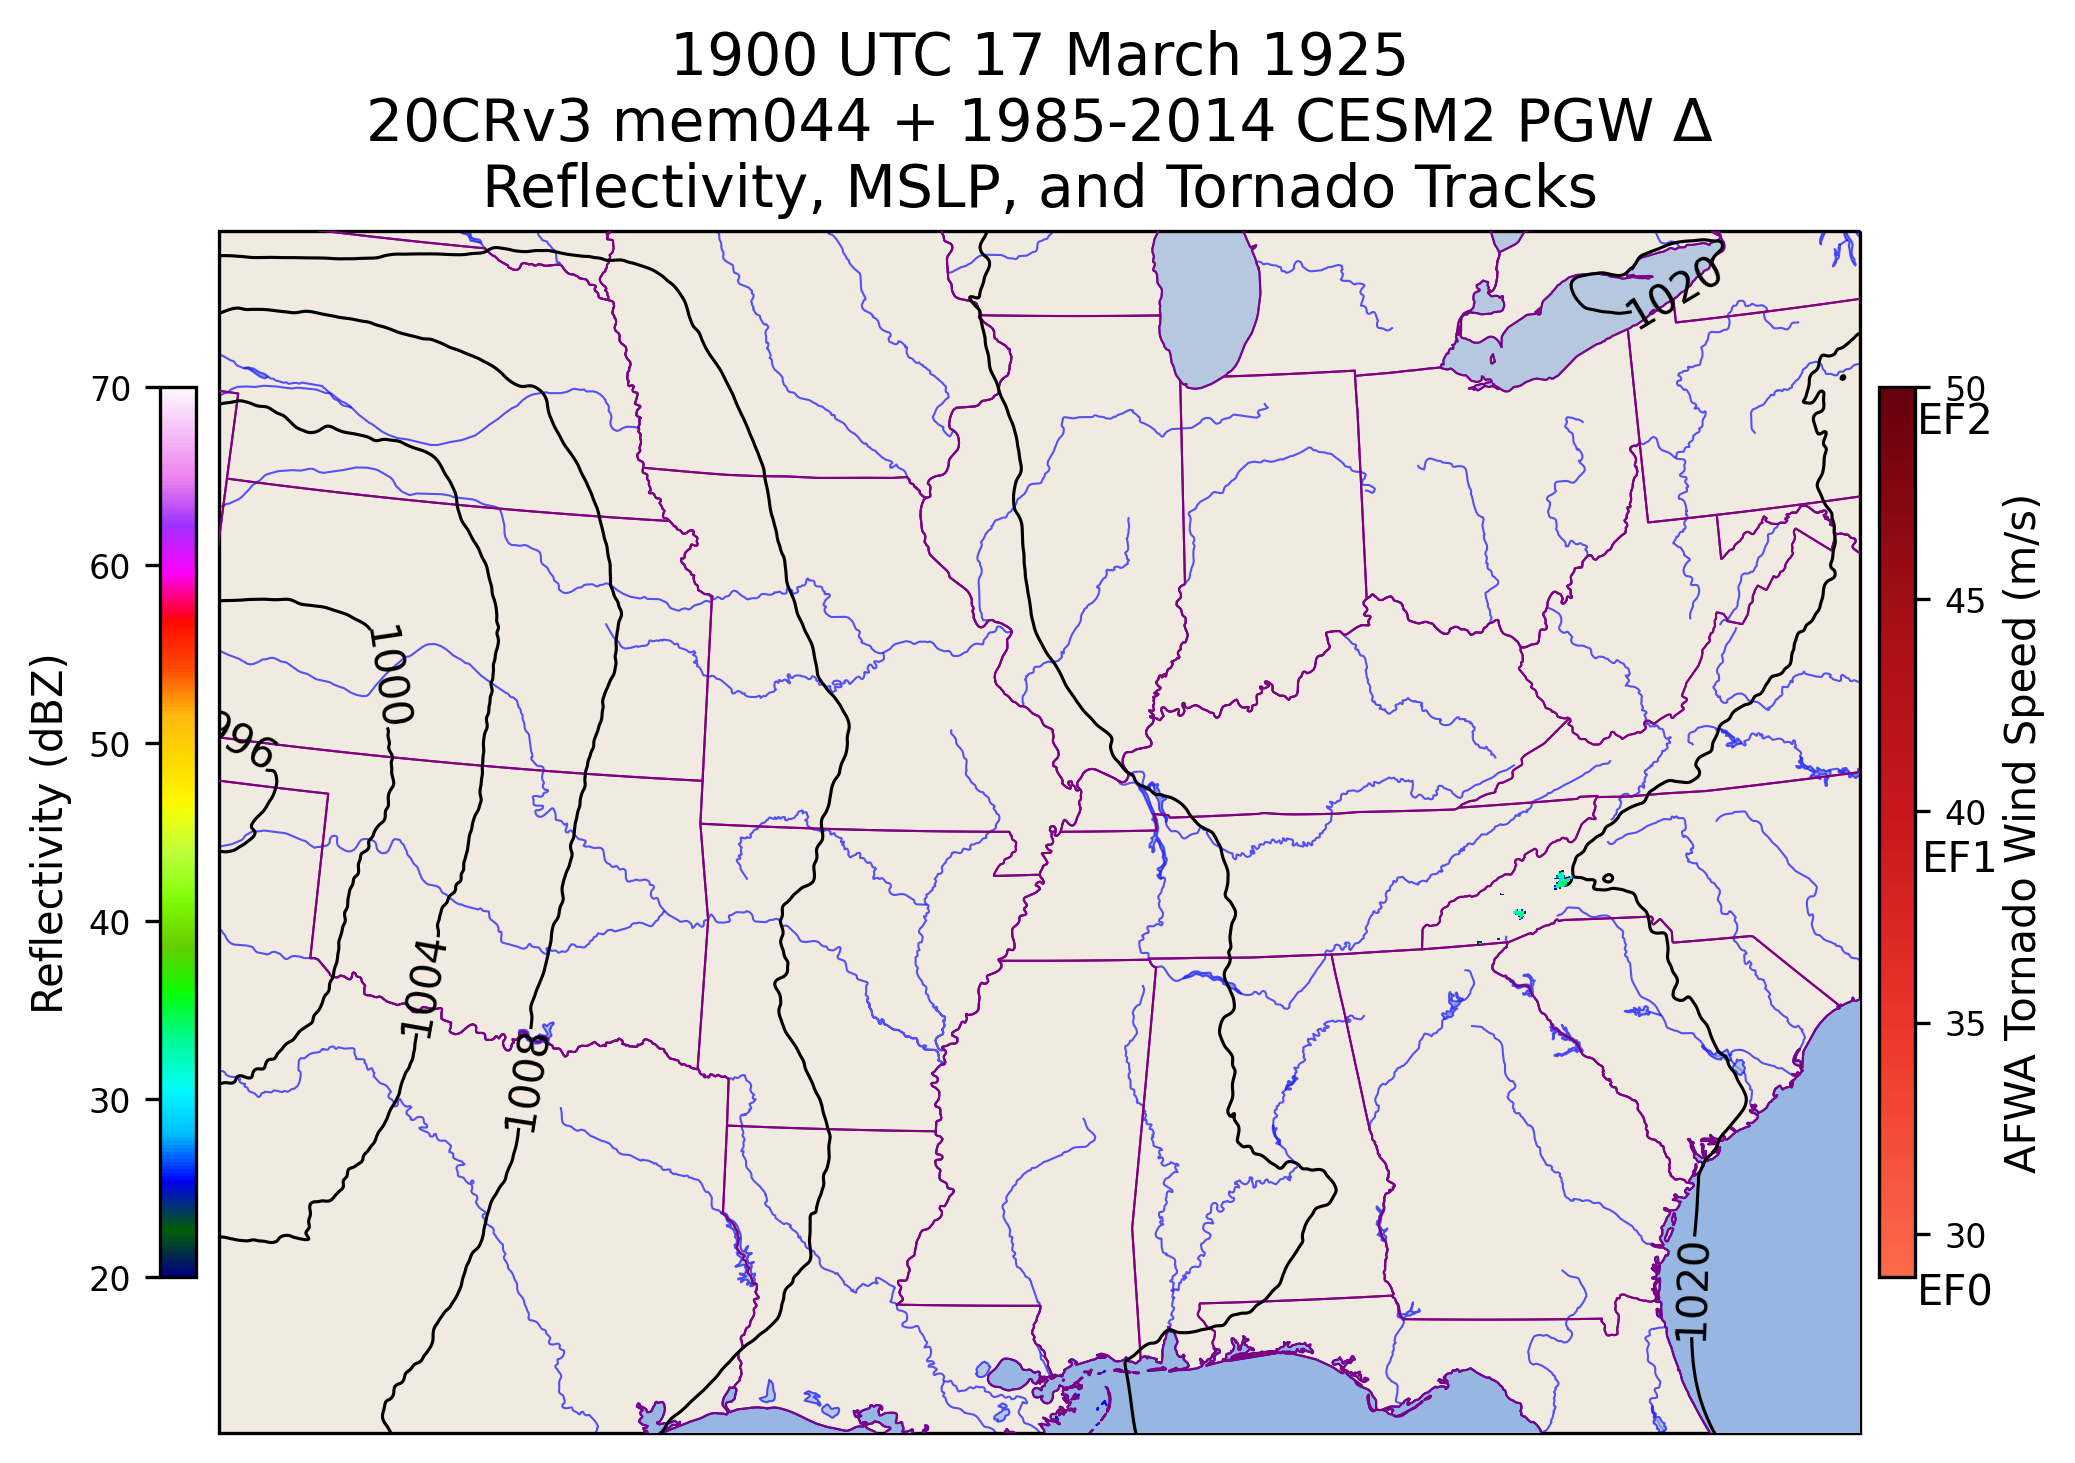 1900 UTC 17 March 1925
20CRv3 mem044 + 1985-2014 CESM2 PGW Δ
Reflectivity, MSLP, and Tornado Tracks
Reflectivity (dBZ)
70
60
50
40
30
20
1020
1000
996
1004
1008
1020
50
EF2
45
40
EF1
35
30
EF0
AFWA Tornado Wind Speed (m/s)